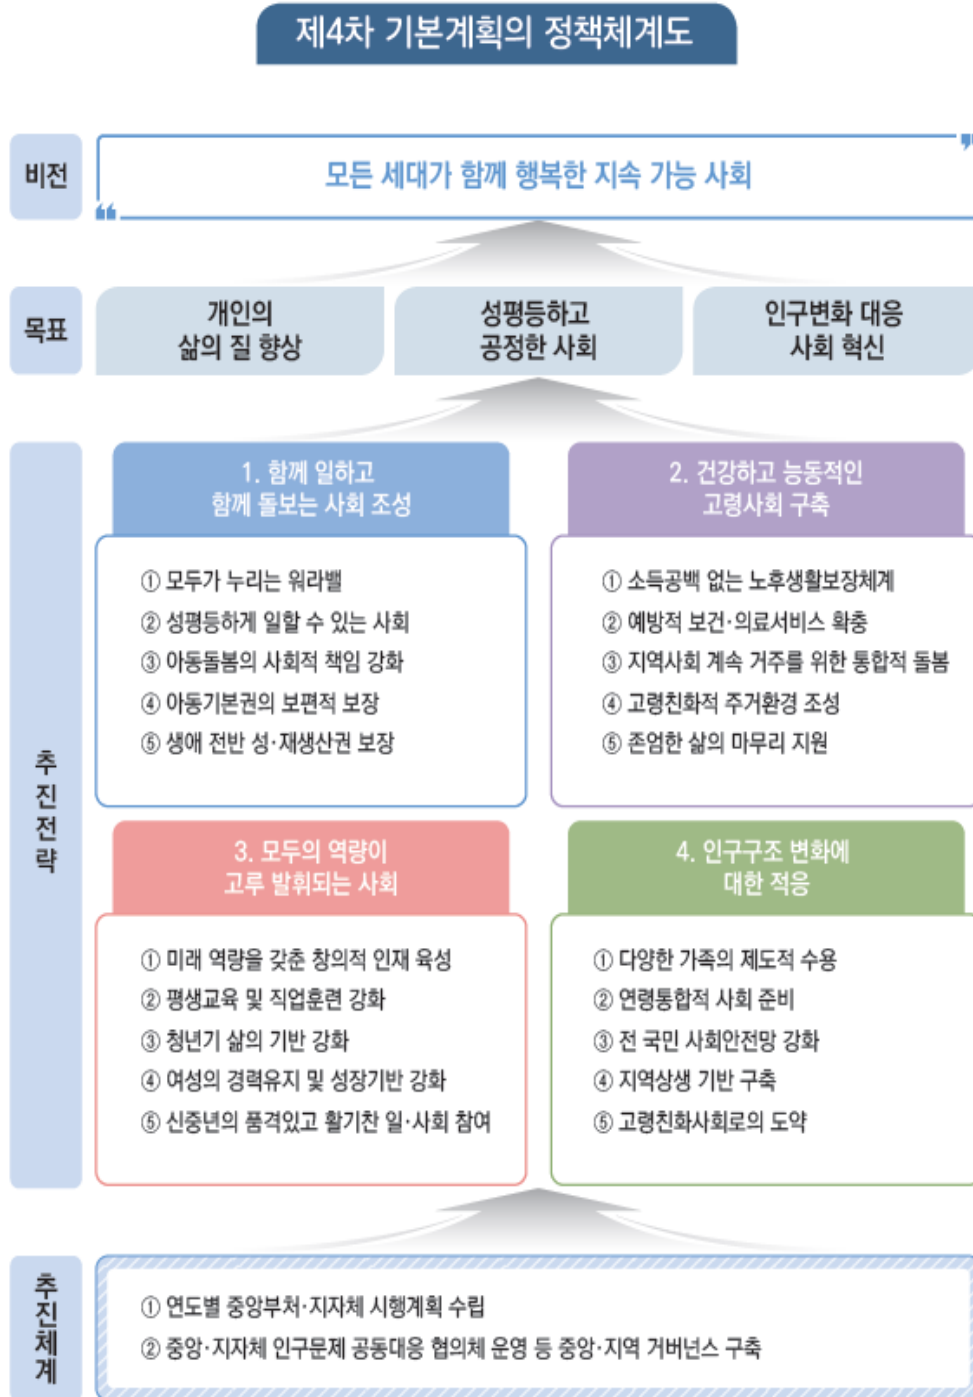 제4차 기본계획의 정책체계도
비전
모든 세대가 함께 행복한 지속 가능 사회
목표
개인의
삶의 질 향상
성평등하고
공정한 사회
인구변화 대응
사회 혁신
추진전략
1. 함께 일하고
함께 돌보는 사회 조성
① 모두가 누리는 워라밸
② 성평등하게 일할 수 있는 사회
③ 아동돌봄의 사회적 책임 강화
④ 아동기본권의 보편적 보장
⑤ 생애 전반 성·재생산권 보장
2. 건강하고 능동적인
고령사회 구축
① 소득공백 없는 노후생활보장체계
② 예방적 보건·의료서비스 확충
③ 지역사회 계속 거주를 위한 통합적 돌봄
④ 고령친화적 주거환경 조성
⑤ 존엄한 삶의 마무리 지원
3. 모두의 역량이
고루 발휘되는 사회
① 미래 역량을 갖춘 창의적 인재 육성
② 평생교육 및 직업훈련 강화
③ 청년기 삶의 기반 강화
④ 여성의 경력유지 및 성장기반 강화
⑤ 신중년의 품격있고 활기찬 일·사회 참여
4. 인구구조 변화에
대한 적응
① 다양한 가족의 제도적 수용
② 연령통합적 사회 준비
③ 전 국민 사회안전망 강화
④ 지역상생 기반 구축
⑤ 고령친화사회로의 도약
추진체계
① 연도별 중앙부처·지자체 시행계획 수립
② 중앙·지자체 인구문제 공동대응 협의체 운영 등 중앙·지역 거버넌스 구축